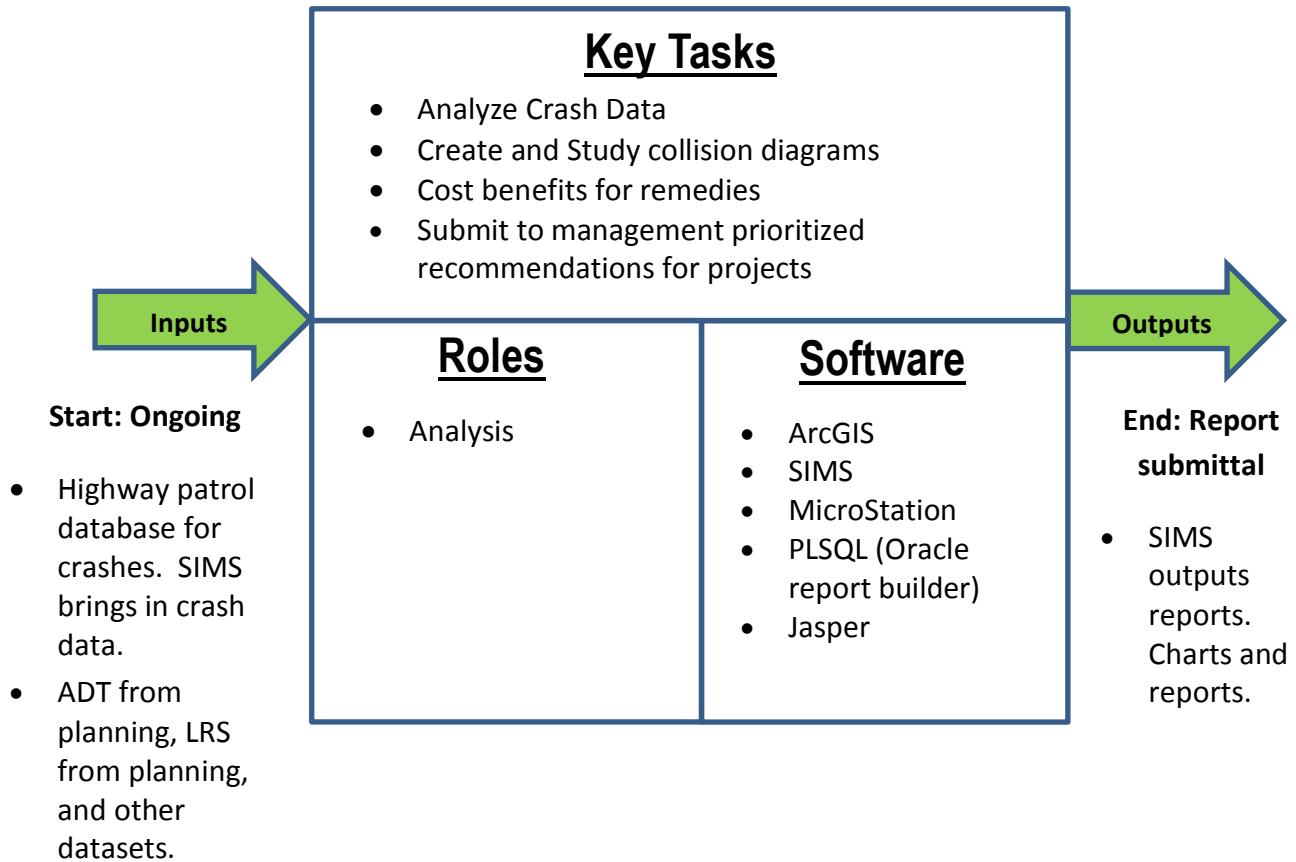 Key Tasks
• Analyze Crash Data
• Create and Study collision diagrams
• Cost benefits for remedies
• Submit to management prioritized
recommendations for projects
Inputs
Start: Ongoing
• Highway patrol
database for
crashes.  SIMS
brings in crash
data.
• ADT from
planning, LRS
from planning,
and other
datasets.
Roles
• Analysis
Software
• ArcGIS
• SIMS
• MicroStation
• PLSQL (Oracle
report builder)
• Jasper
Outputs
End: Report
submittal
• SIMS
outputs
reports.
Charts and
reports.